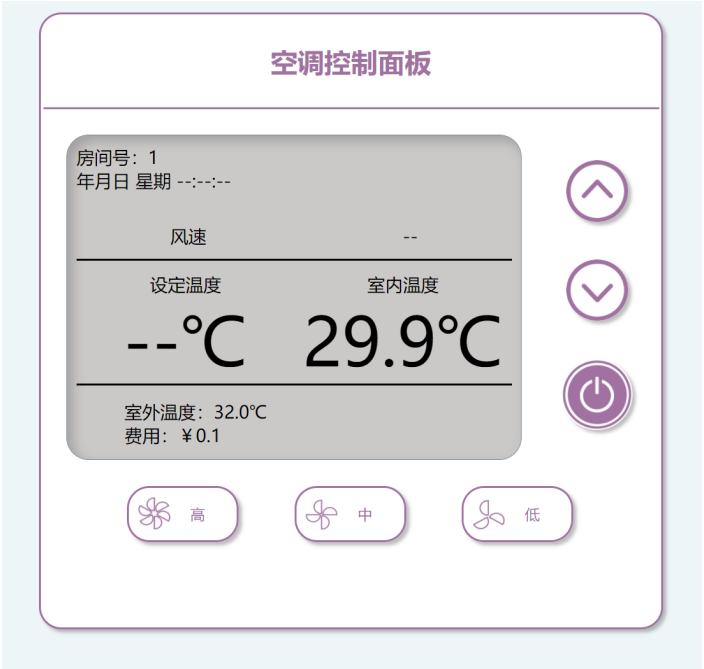 空调控制面板
房间号：1
年月日 星期 --:--:--
风速 --
设定温度 室内温度
--℃ 29.9℃
室外温度：32.0℃
费用：￥0.1
高 中 低